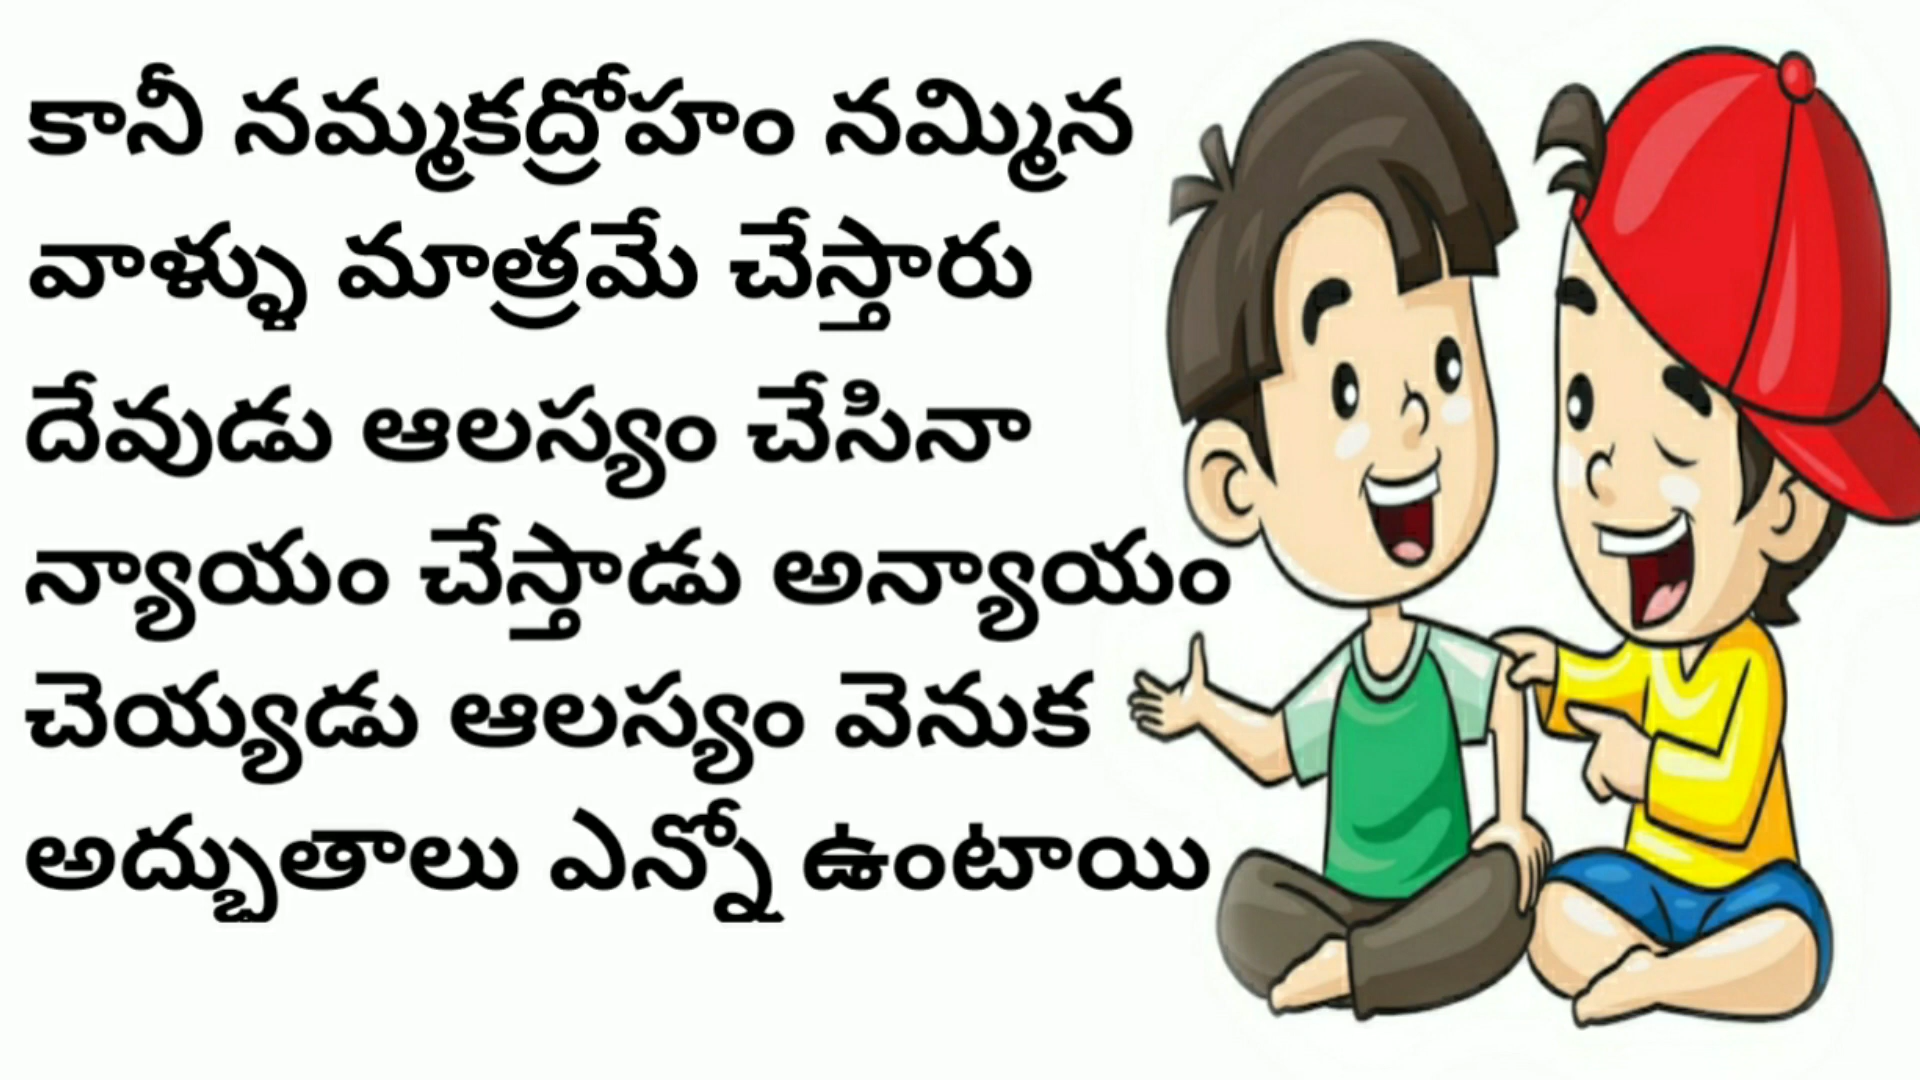 కానీ నమ్మకద్రోహం నమ్మిన
వాళ్ళు మాత్రమే చేస్తారు
దేవుడు ఆలస్యం చేసినా
న్యాయం చేస్తాడు అన్యాయం
చెయ్యడు ఆలస్యం వెనుక
అద్భుతాలు ఎన్నో ఉంటాయి